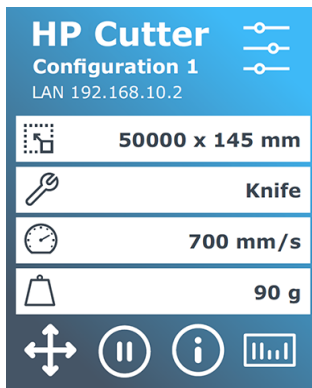 HP Cutter
Configuration 1
LAN 192.168.10.2
50000 x 145 mm
Knife
700 mm/s
90 g